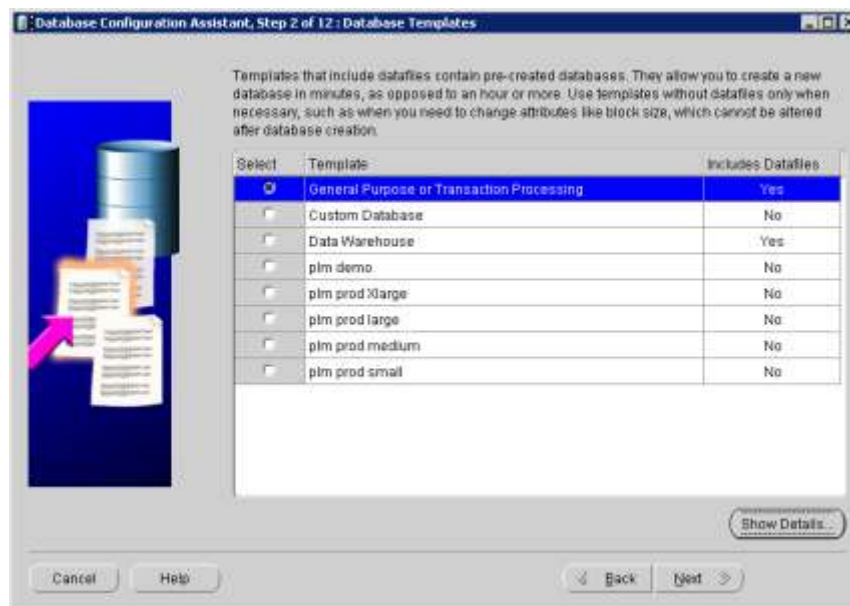 Database Configuration Assistant, Step 2 of 12 : Database Templates
Templates that include datafiles contain pre-created databases. They allow you to create a new
database in minutes, as opposed to an hour or more. Use templates without datafiles only when
necessary, such as when you need to change attributes like block size, which cannot be altered
after database creation.
Select Template Includes Datafiles
General Purpose or Transaction Processing Yes
Custom Database No
Data Warehouse Yes
plm demo No
plm prod Xlarge No
plm prod large No
plm prod medium No
plm prod small No
Show Details...
Cancel Help Back Next